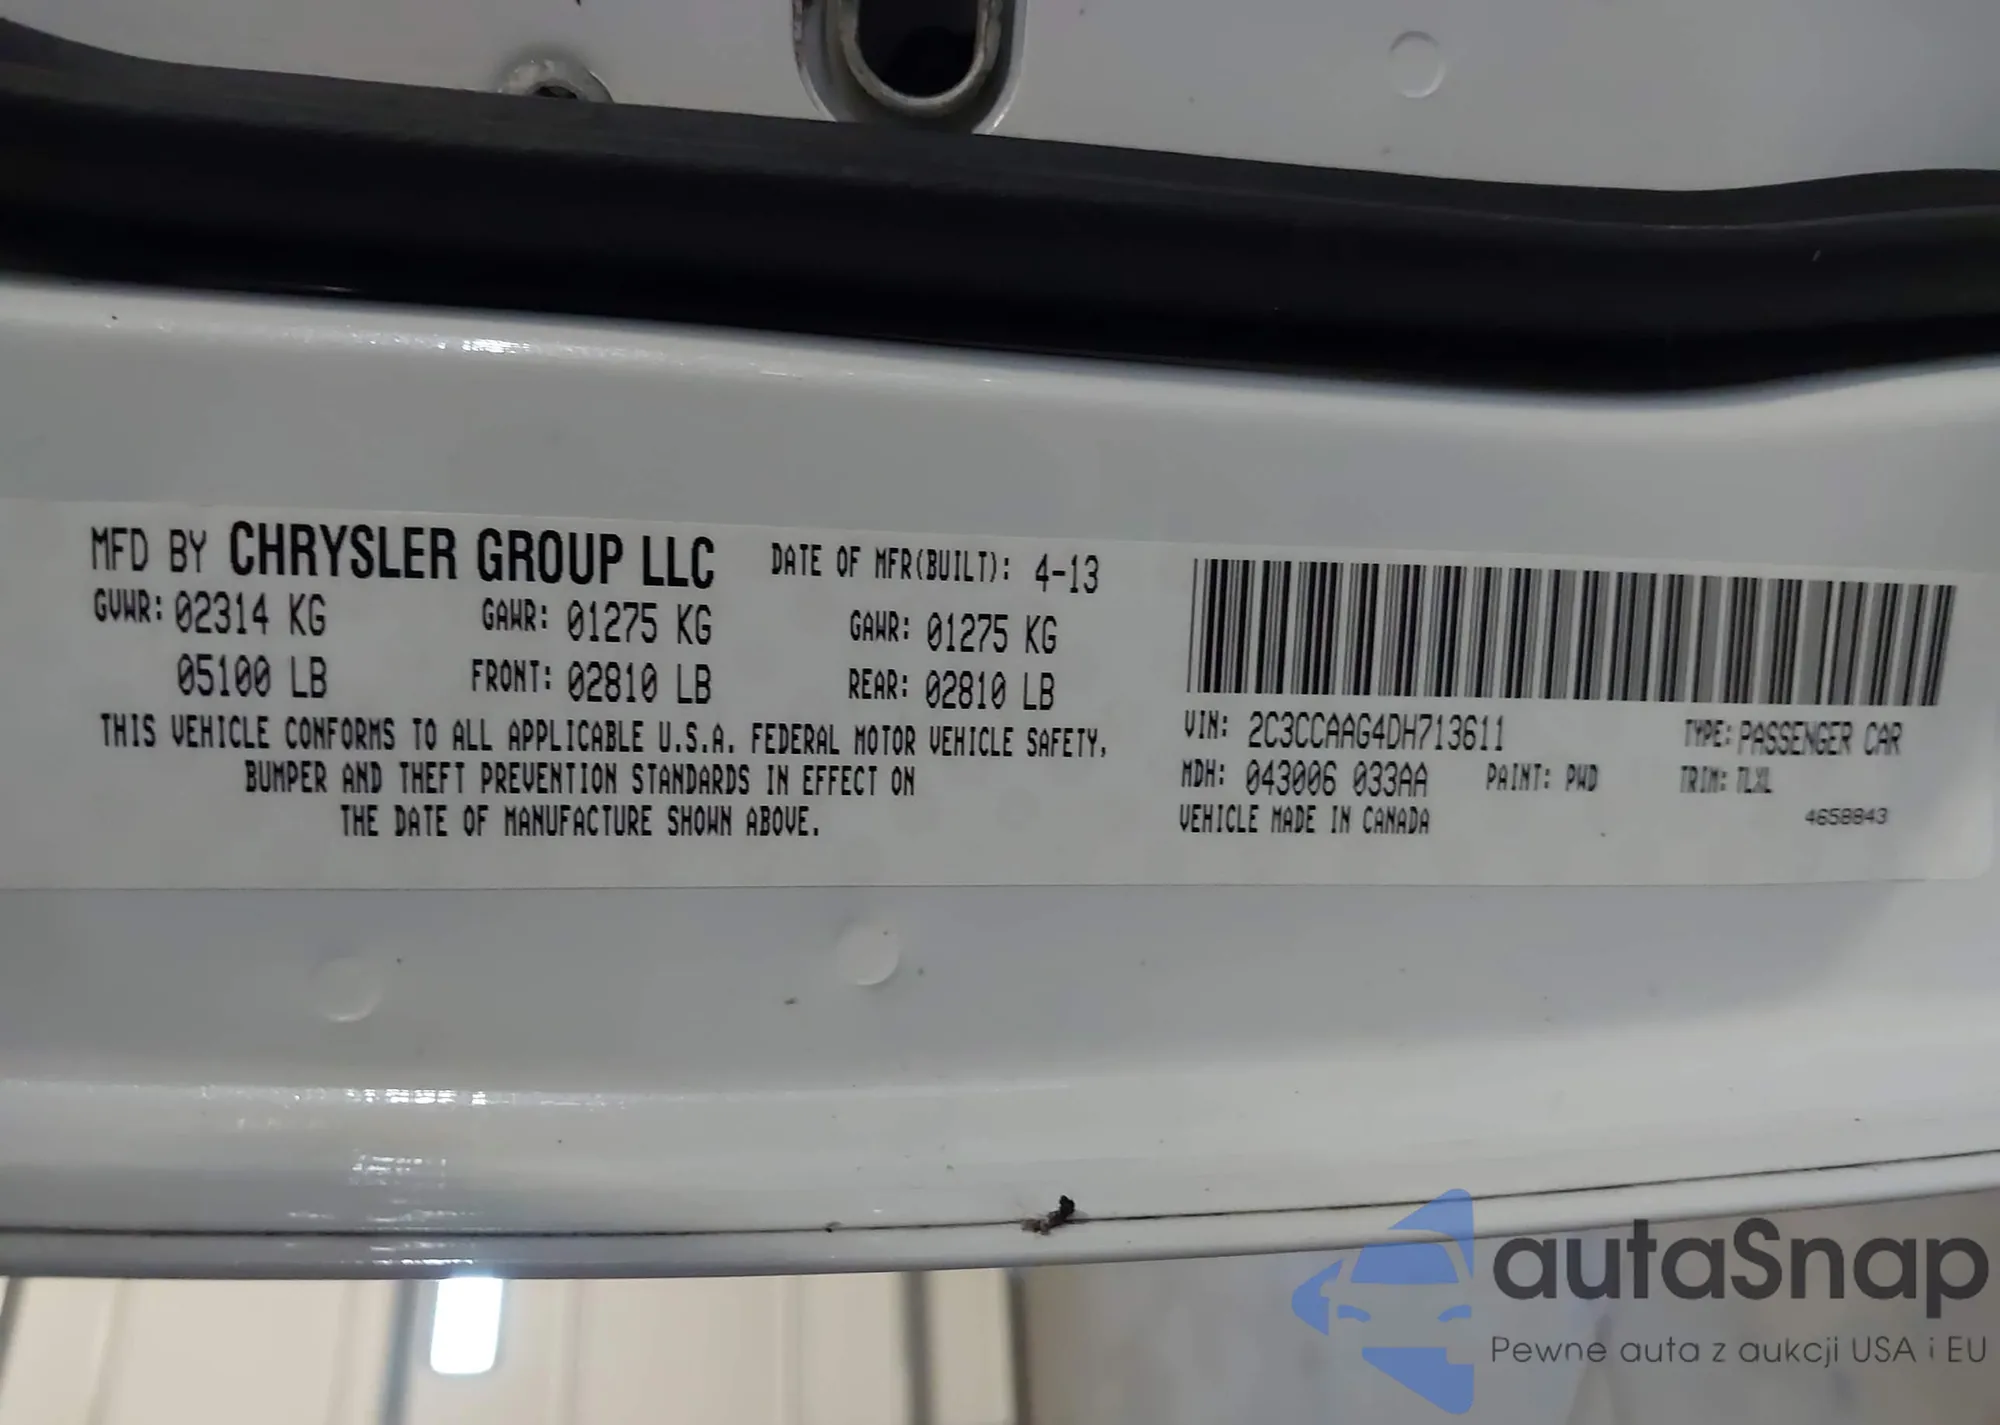 MFD BY CHRYSLER GROUP LLC DATE OF MFR(BUILT): 4-13
GVWR: 02314 KG GAWR: 01275 KG GAWR: 01275 KG
05100 LB FRONT: 02810 LB REAR: 02810 LB
THIS VEHICLE CONFORMS TO ALL APPLICABLE U.S.A. FEDERAL MOTOR VEHICLE SAFETY,
BUMPER AND THEFT PREVENTION STANDARDS IN EFFECT ON
THE DATE OF MANUFACTURE SHOWN ABOVE.
VIN: 2C3CCAAG4DH713611 TYPE: PASSENGER CAR
MDH: 043006 033AA PAINT: PWD TRIM: TLXL
VEHICLE MADE IN CANADA 4658843
autaSnap
Pewne auta z aukcji USA i EU